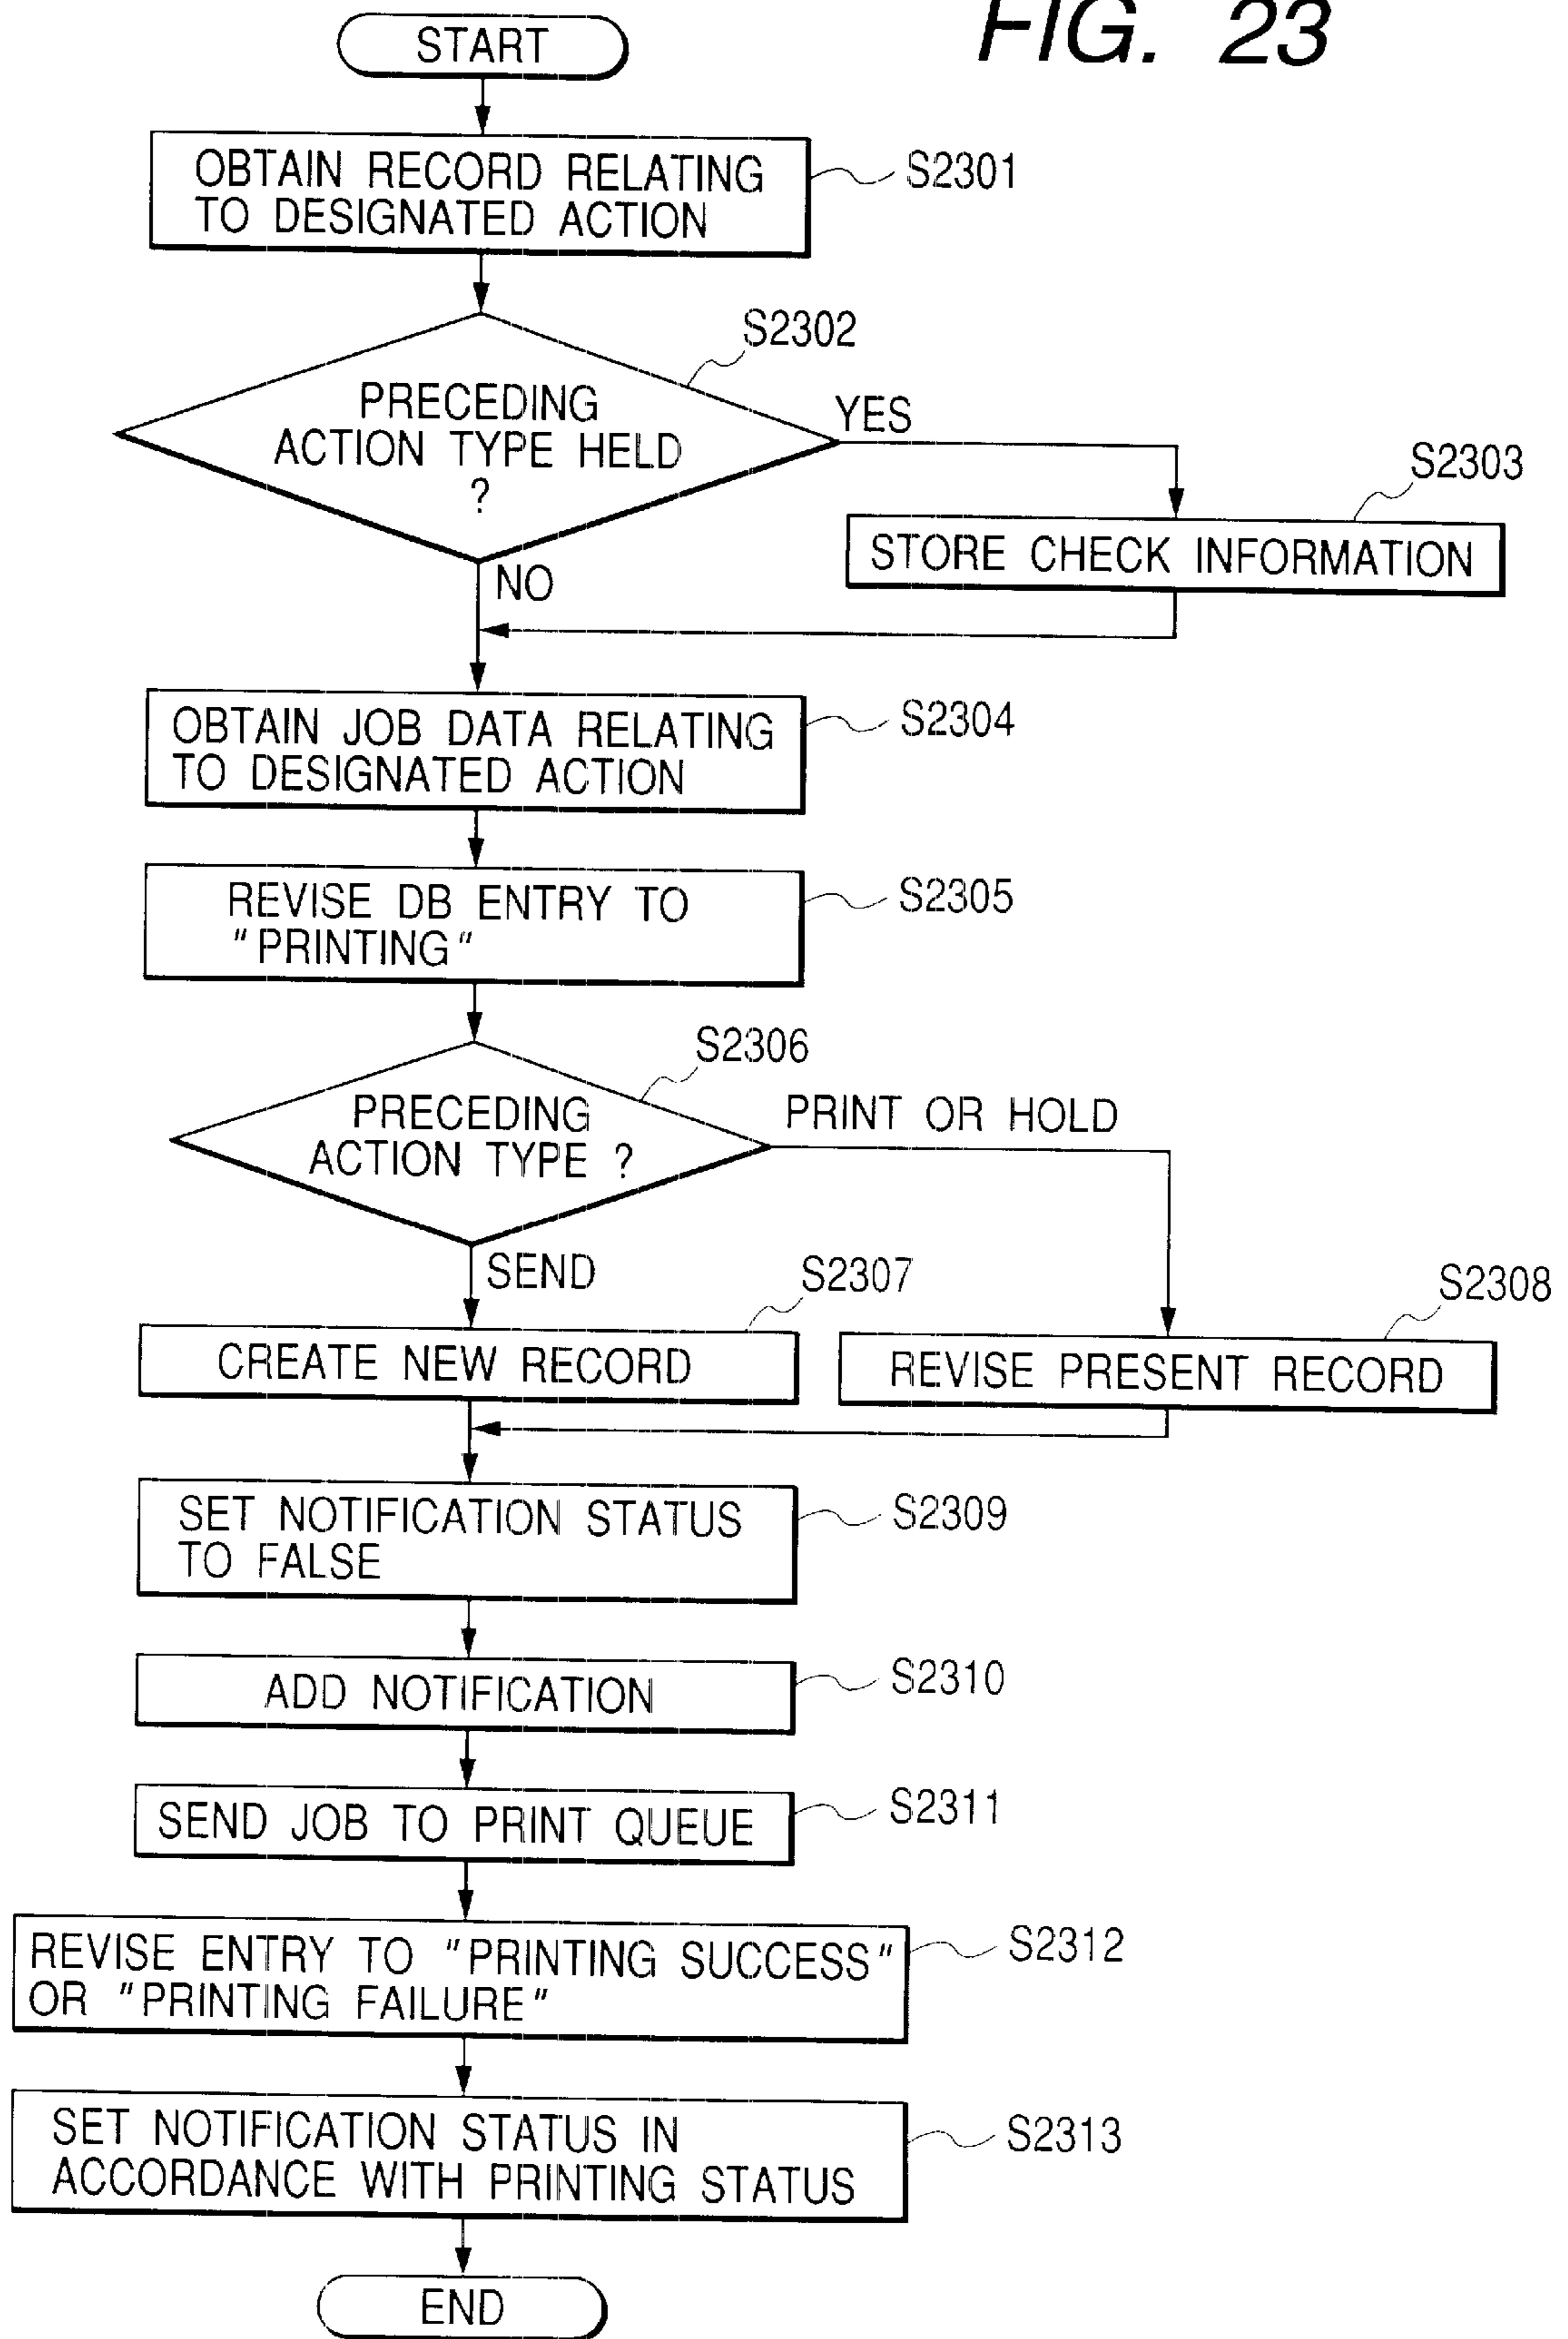 FIG. 23
START
OBTAIN RECORD RELATING
TO DESIGNATED ACTION
S2301
S2302
PRECEDING
ACTION TYPE HELD
?
YES
S2303
STORE CHECK INFORMATION
NO
OBTAIN JOB DATA RELATING
TO DESIGNATED ACTION
S2304
REVISE DB ENTRY TO
"PRINTING"
S2305
S2306
PRECEDING
ACTION TYPE ?
PRINT OR HOLD
SEND
S2307
S2308
CREATE NEW RECORD
REVISE PRESENT RECORD
SET NOTIFICATION STATUS
TO FALSE
S2309
ADD NOTIFICATION
S2310
SEND JOB TO PRINT QUEUE
S2311
REVISE ENTRY TO "PRINTING SUCCESS"
OR "PRINTING FAILURE"
S2312
SET NOTIFICATION STATUS IN
ACCORDANCE WITH PRINTING STATUS
S2313
END